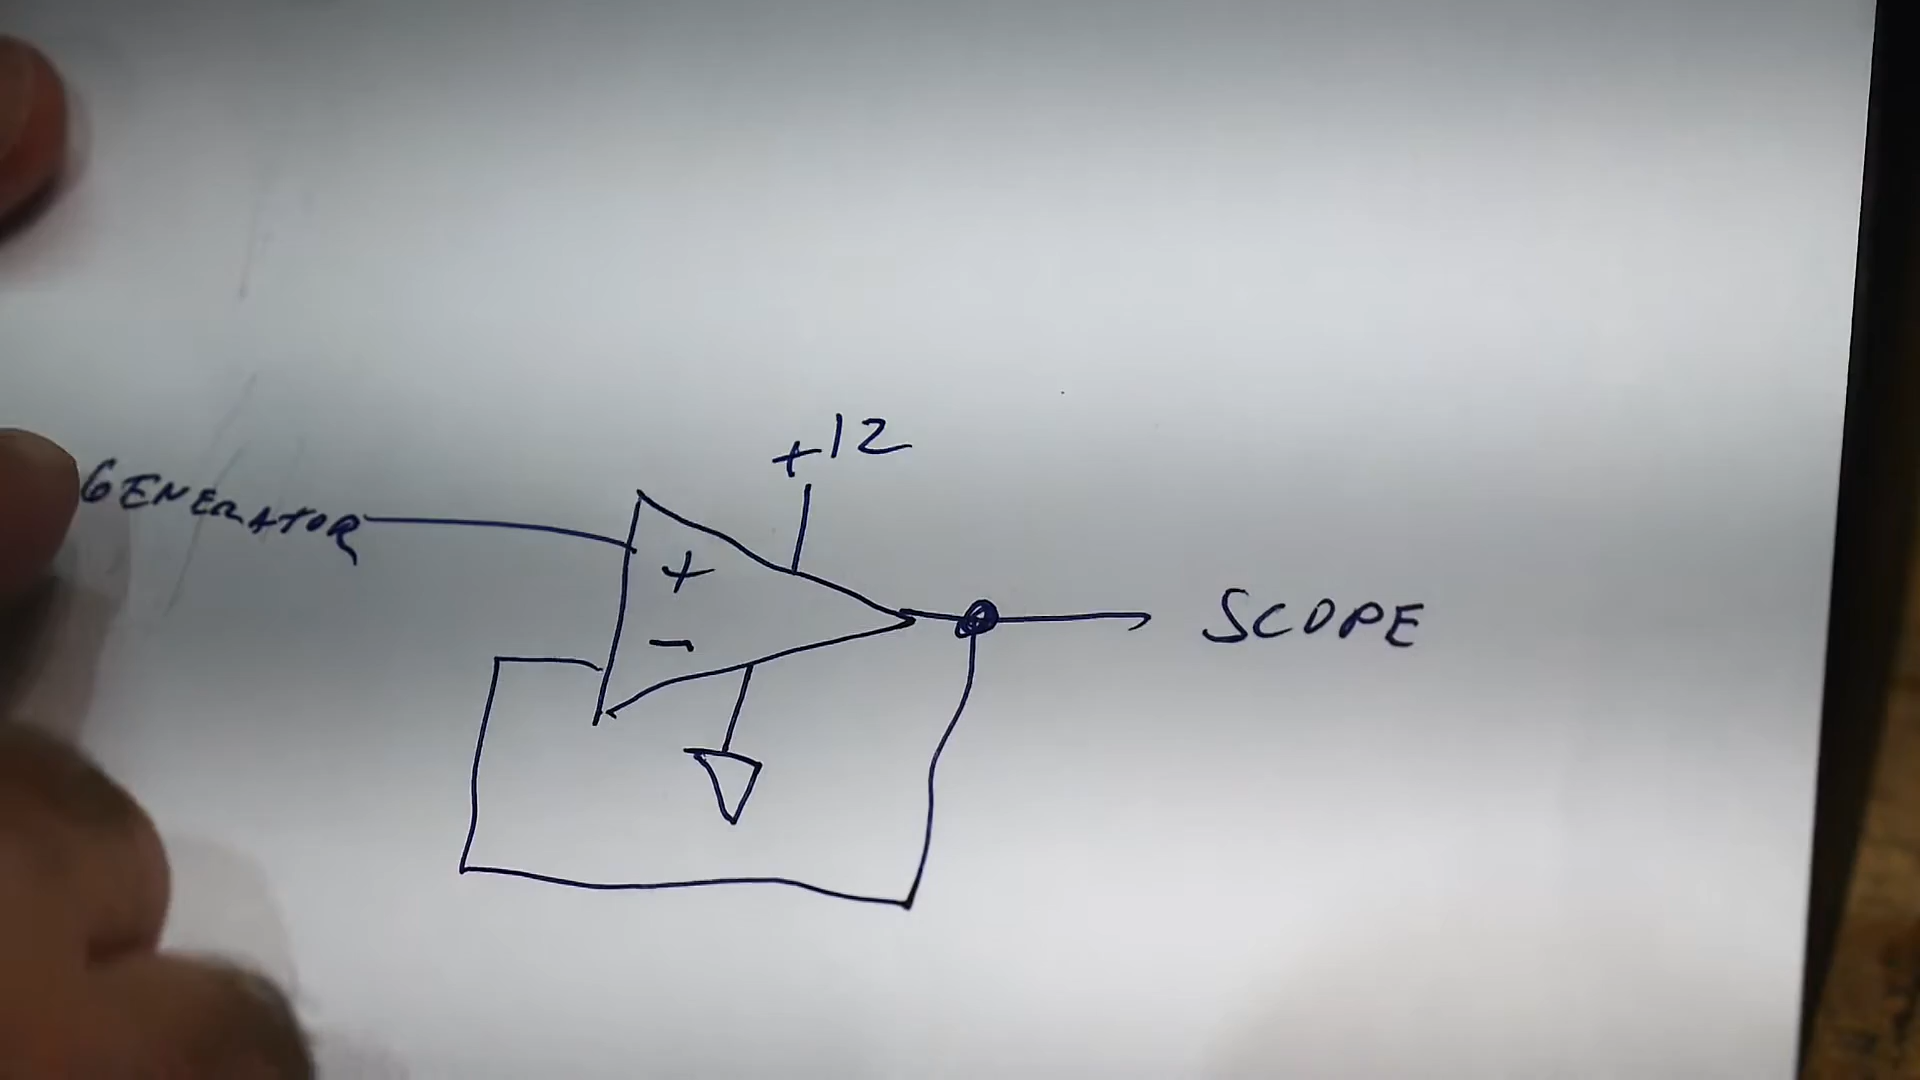 +12
GENERATOR
+
SCOPE
-